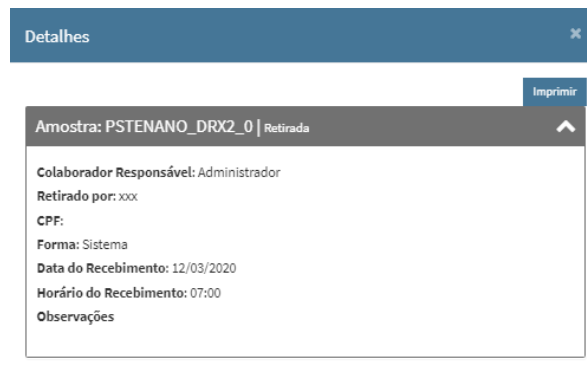 Detalhes ×
Imprimir
Amostra: PSTENANO_DRX2_0 | Retirada
Colaborador Responsável: Administrador
Retirado por: xxx
CPF:
Forma: Sistema
Data do Recebimento: 12/03/2020
Horário do Recebimento: 07:00
Observações